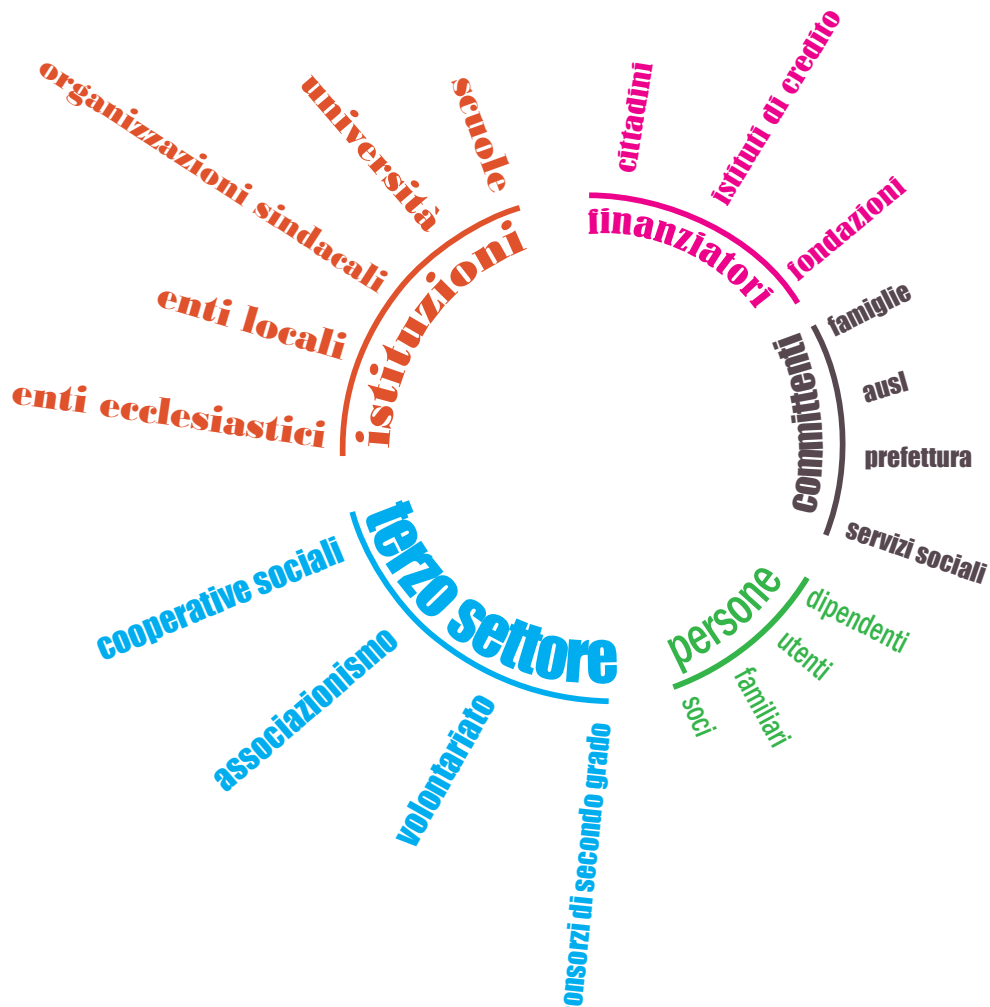 istituzioni
enti ecclesiastici
enti locali
organizzazioni sindacali
università
scuole
finanziatori
cittadini
istituti di credito
fondazioni
committenti
famiglie
ausl
prefettura
servizi sociali
persone
dipendenti
utenti
familiari
soci
terzo settore
onsorzi di secondo grado
volontariato
associazionismo
cooperative sociali